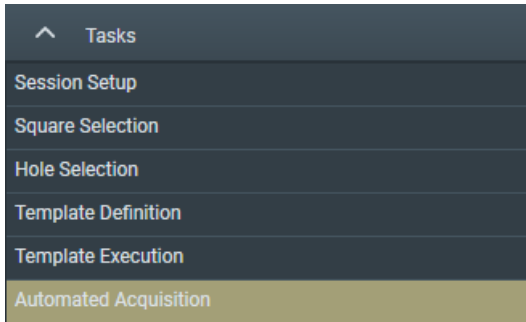 Tasks
Session Setup
Square Selection
Hole Selection
Template Definition
Template Execution
Automated Acquisition